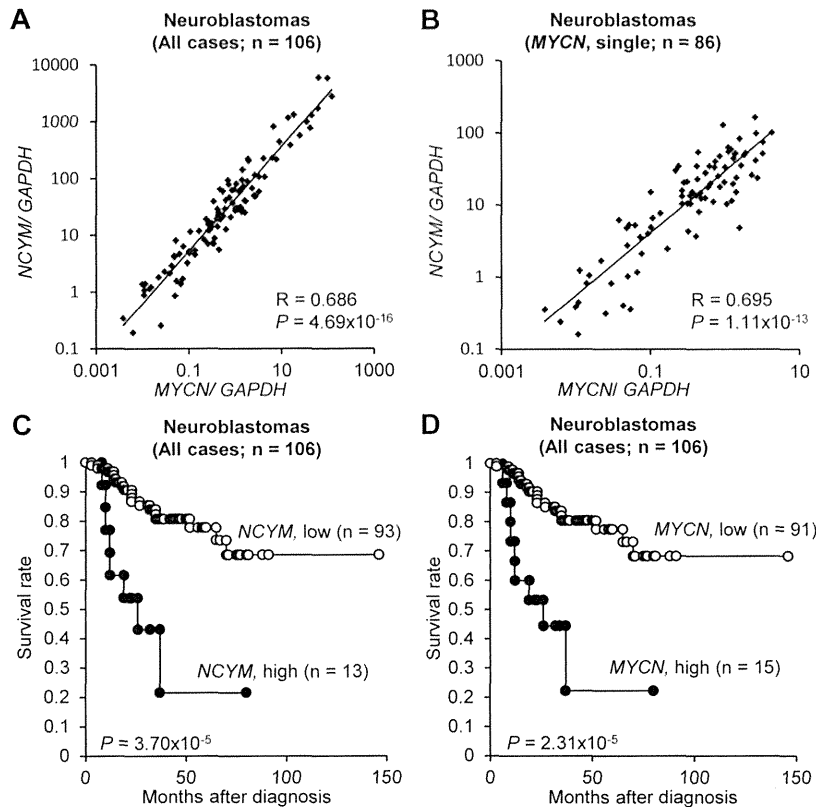 A
Neuroblastomas
(All cases; n = 106)
10000
1000
100
10
1
0.1
NCYM/ GAPDH
0.001
0.1
10
1000
MYCN/ GAPDH
R = 0.686
P = 4.69x10-16
B
Neuroblastomas
(MYCN, single; n = 86)
1000
100
10
1
0.1
NCYM/ GAPDH
0.001
0.1
10
MYCN/ GAPDH
R = 0.695
P = 1.11x10-13
C
Neuroblastomas
(All cases; n = 106)
1
0.9
0.8
0.7
0.6
0.5
0.4
0.3
0.2
0.1
0
Survival rate
NCYM, low (n = 93)
NCYM, high (n = 13)
P = 3.70x10-5
0
50
100
150
Months after diagnosis
D
Neuroblastomas
(All cases; n = 106)
1
0.9
0.8
0.7
0.6
0.5
0.4
0.3
0.2
0.1
0
Survival rate
MYCN, low (n = 91)
MYCN, high (n = 15)
P = 2.31x10-5
0
50
100
150
Months after diagnosis